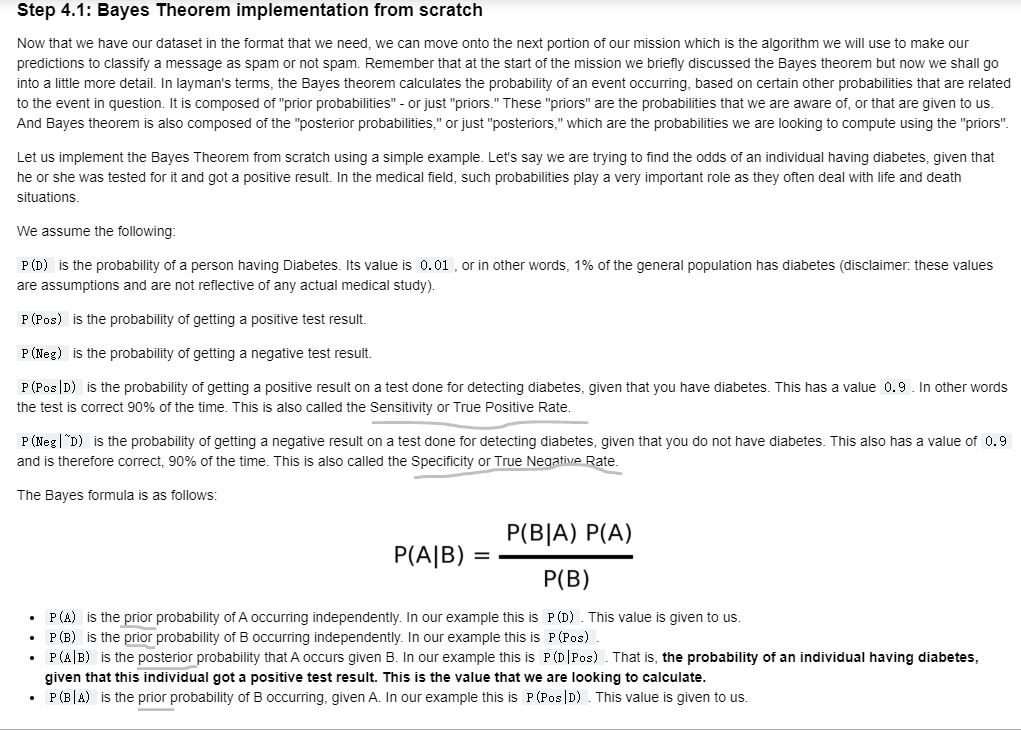 Step 4.1: Bayes Theorem implementation from scratch
Now that we have our dataset in the format that we need, we can move onto the next portion of our mission which is the algorithm we will use to make our
predictions to classify a message as spam or not spam. Remember that at the start of the mission we briefly discussed the Bayes theorem but now we shall go
into a little more detail. In layman's terms, the Bayes theorem calculates the probability of an event occurring, based on certain other probabilities that are related
to the event in question. It is composed of "prior probabilities" - or just "priors." These "priors" are the probabilities that we are aware of, or that are given to us.
And Bayes theorem is also composed of the "posterior probabilities," or just "posteriors," which are the probabilities we are looking to compute using the "priors".
Let us implement the Bayes Theorem from scratch using a simple example. Let's say we are trying to find the odds of an individual having diabetes, given that
he or she was tested for it and got a positive result. In the medical field, such probabilities play a very important role as they often deal with life and death
situations.
We assume the following:
P(D) is the probability of a person having Diabetes. Its value is 0.01 , or in other words, 1% of the general population has diabetes (disclaimer: these values
are assumptions and are not reflective of any actual medical study).
P(Pos) is the probability of getting a positive test result.
P(Neg) is the probability of getting a negative test result.
P(Pos|D) is the probability of getting a positive result on a test done for detecting diabetes, given that you have diabetes. This has a value 0.9 . In other words
the test is correct 90% of the time. This is also called the Sensitivity or True Positive Rate.
P(Neg|~D) is the probability of getting a negative result on a test done for detecting diabetes, given that you do not have diabetes. This also has a value of 0.9
and is therefore correct, 90% of the time. This is also called the Specificity or True Negative Rate.
The Bayes formula is as follows:
P(A|B) = P(B|A) P(A)
P(B)
• P(A) is the prior probability of A occurring independently. In our example this is P(D) . This value is given to us.
• P(B) is the prior probability of B occurring independently. In our example this is P(Pos) .
• P(A|B) is the posterior probability that A occurs given B. In our example this is P(D|Pos) . That is, the probability of an individual having diabetes,
given that this individual got a positive test result. This is the value that we are looking to calculate.
• P(B|A) is the prior probability of B occurring, given A. In our example this is P(Pos|D) . This value is given to us.